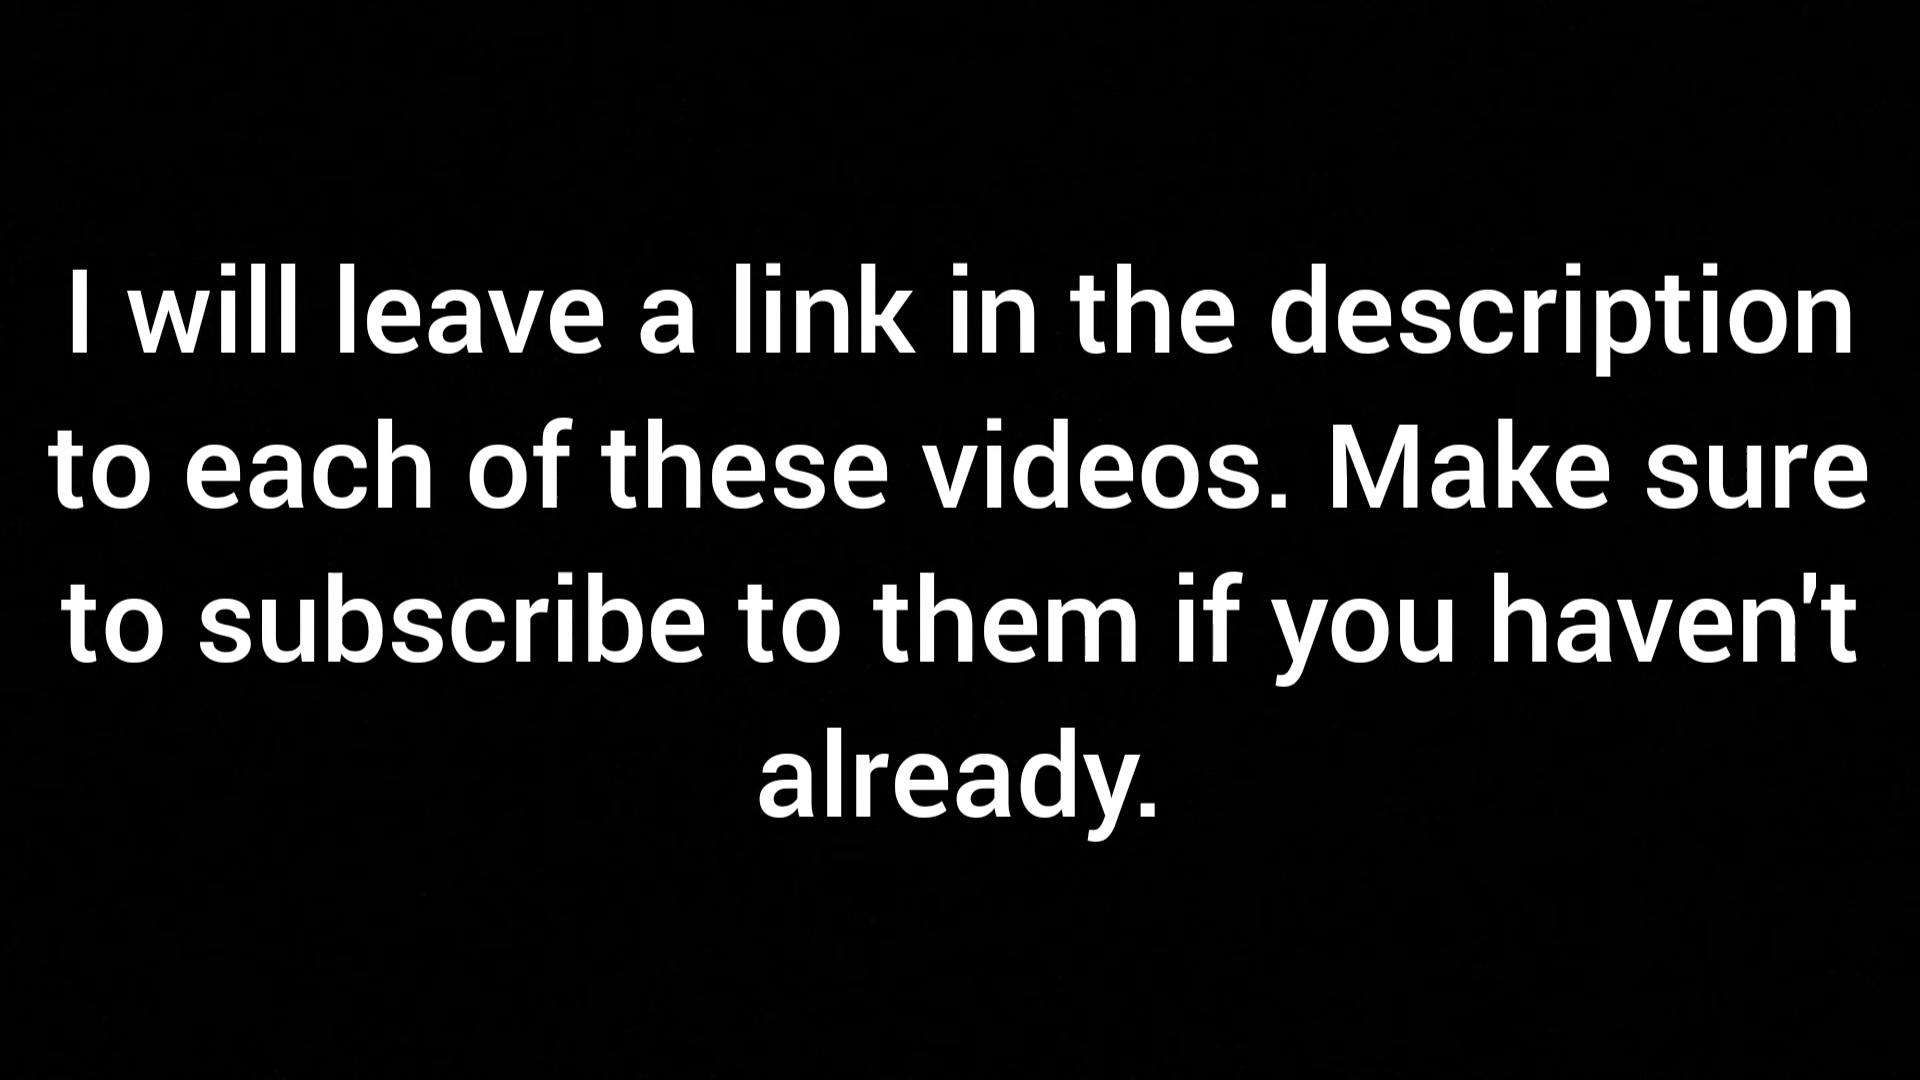 I will leave a link in the description
to each of these videos. Make sure
to subscribe to them if you haven't
already.